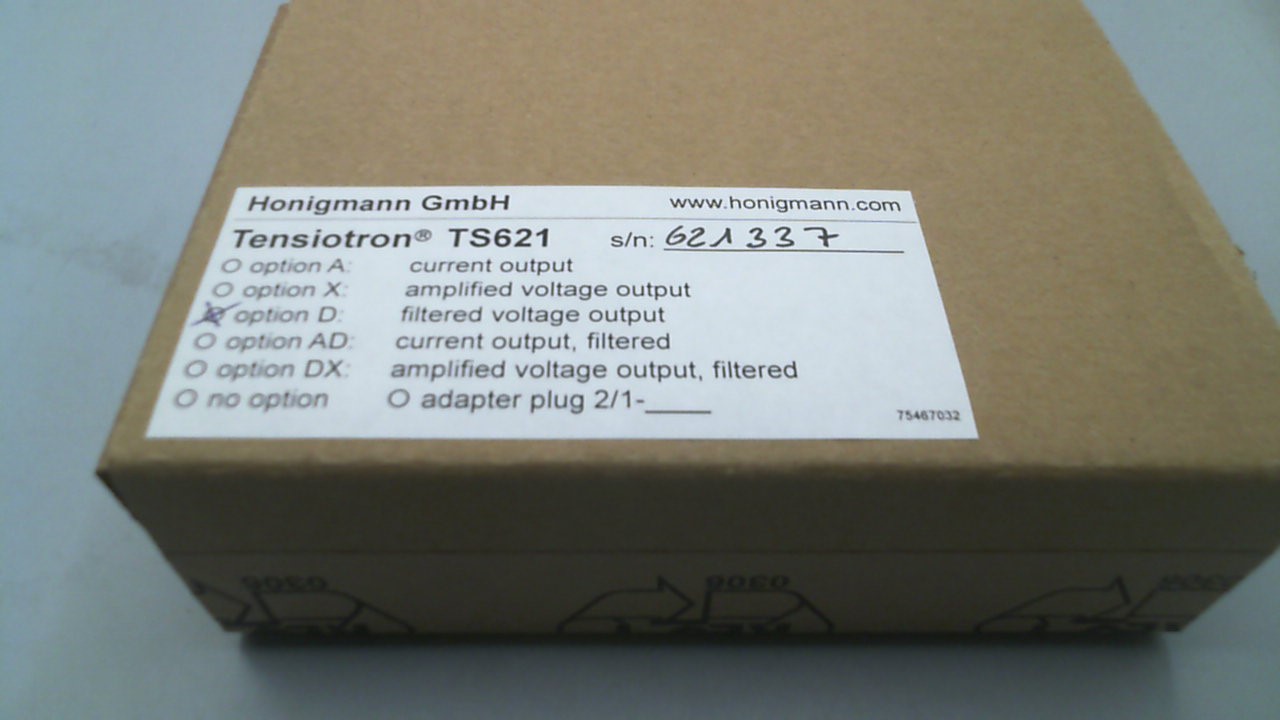 Honigmann GmbH www.honigmann.com
Tensiotron® TS621 s/n: 621337
option A: current output
option X: amplified voltage output
option D: filtered voltage output
option AD: current output, filtered
option DX: amplified voltage output, filtered
no option adapter plug 2/1-____
75467032